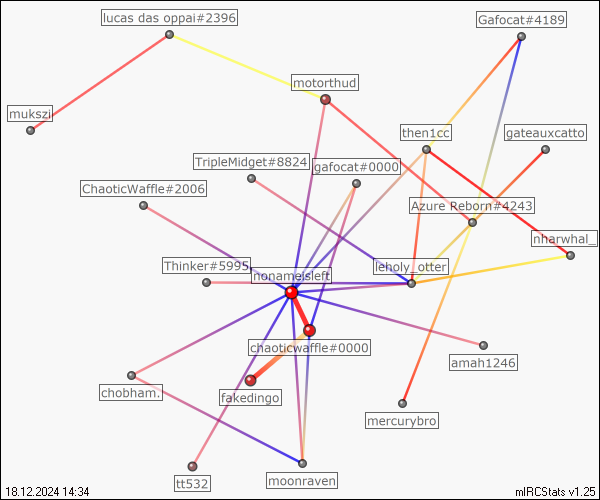 lucas das oppai#2396
Gafocat#4189
motorthud
mukszi
then1cc
gateauxcatto
TripleMidget#8824
gafocat#0000
ChaoticWaffle#2006
Azure Reborn#4243
nharwhal_
Thinker#5995
leholy_otter
nonameisleft
chaoticwaffle#0000
amah1246
chobham.
fakedingo
mercurybro
tt532
moonraven
18.12.2024 14:34
mIRCStats v1.25